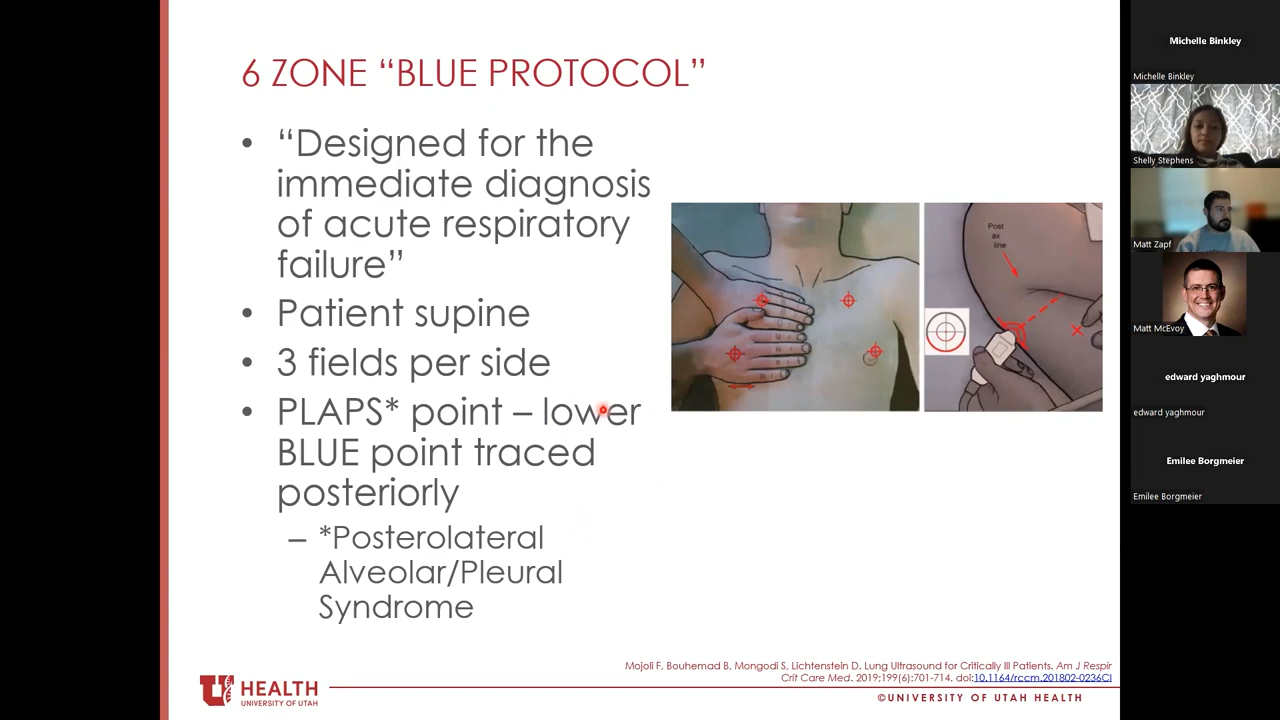 6 ZONE “BLUE PROTOCOL”
• “Designed for the
immediate diagnosis
of acute respiratory
failure”
• Patient supine
• 3 fields per side
• PLAPS* point – lower
BLUE point traced
posteriorly
– *Posterolateral
Alveolar/Pleural
Syndrome
Post
ax
line
Mojoli F, Bouhemad B, Mongodi S, Lichtenstein D. Lung Ultrasound for Critically Ill Patients. Am J Respir
Crit Care Med. 2019;199(6):701-714. doi:10.1164/rccm.201802-0236CI
U HEALTH
UNIVERSITY OF UTAH
©UNIVERSITY OF UTAH HEALTH
Michelle Binkley
Michelle Binkley
Shelly Stephens
Matt Zapf
Matt McEvoy
edward yaghmour
edward yaghmour
Emilee Borgmeier
Emilee Borgmeier